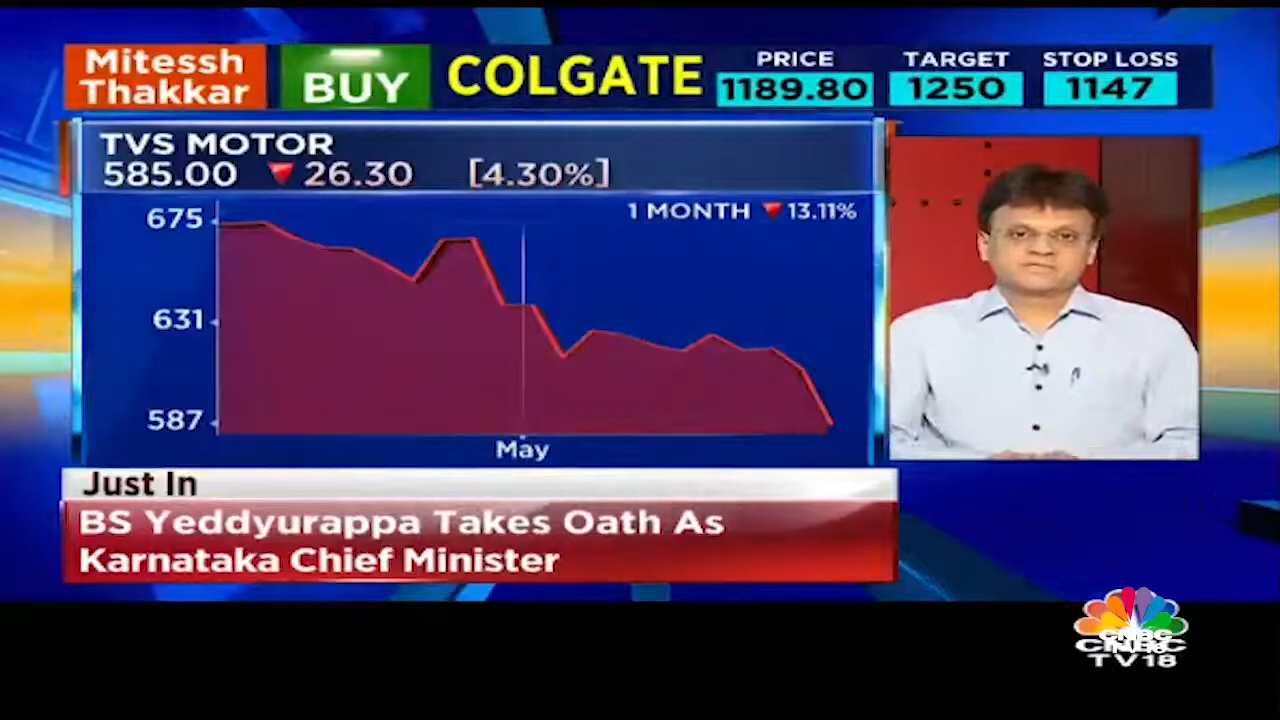 Mitessh
Thakkar
BUY
COLGATE
PRICE
1189.80
TARGET
1250
STOP LOSS
1147
TVS MOTOR
585.00 26.30 [4.30%]
1 MONTH 13.11%
675
631
587
May
Just In
BS Yeddyurappa Takes Oath As
Karnataka Chief Minister
CNBC
TV18
CNBC
TV18